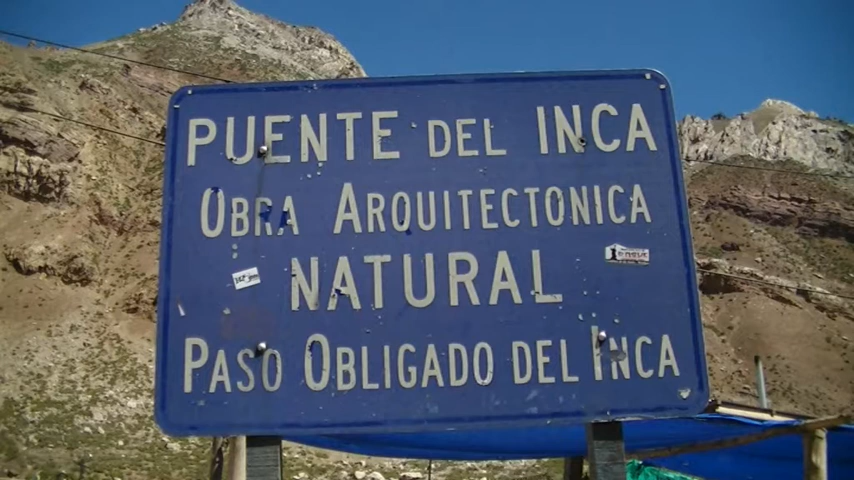 PUENTE DEL INCA
OBRA ARQUITECTONICA
NATURAL
PASO OBLIGADO DEL INCA